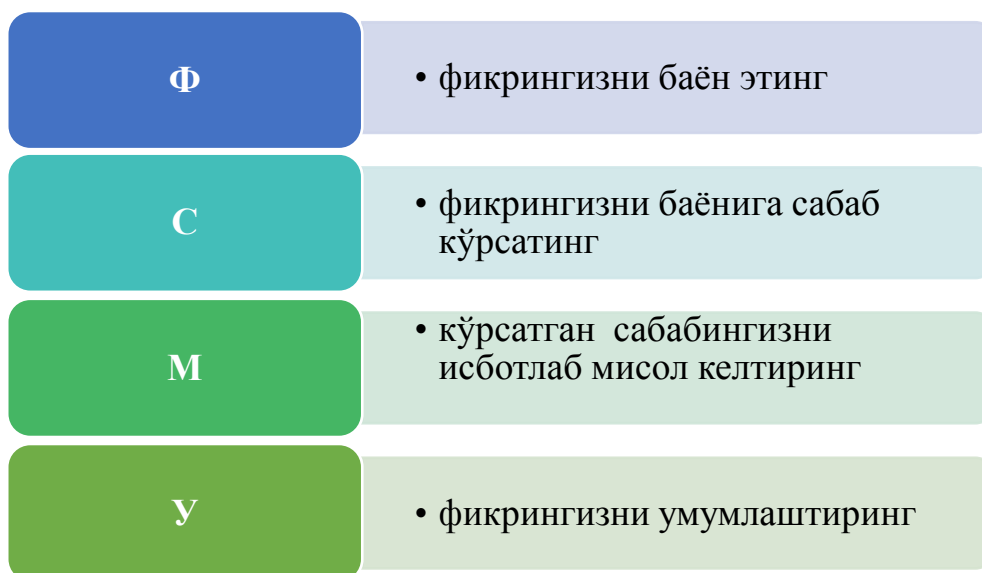 Ф
• фикрингизни баён этинг
С
• фикрингизни баёнига сабаб
кўрсатинг
М
• кўрсатган сабабингизни
исботлаб мисол келтиринг
У
• фикрингизни умумлаштиринг